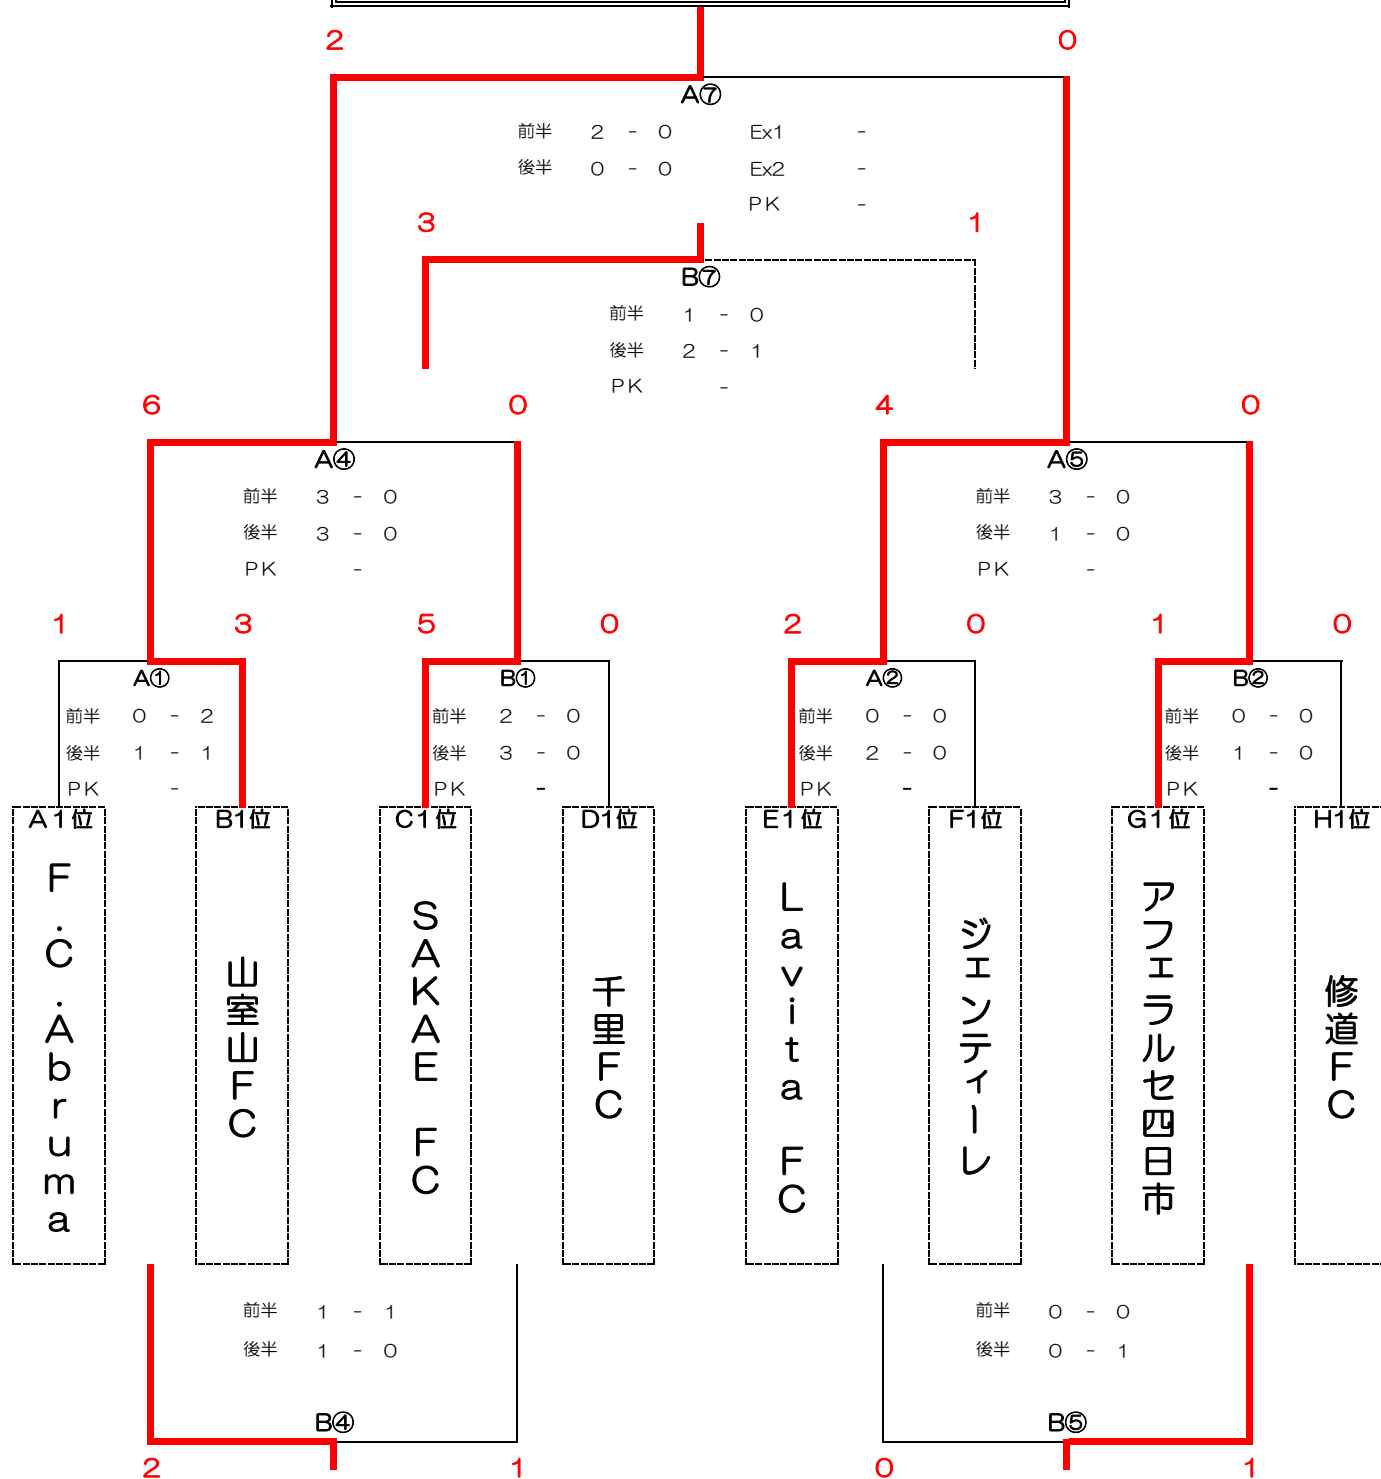 2 0
A⑦
前半 2 - 0 Ex1 -
後半 0 - 0 Ex2 -
PK -
3 1
B⑦
前半 1 - 0
後半 2 - 1
PK -
6 0 4 0
A④ A⑤
前半 3 - 0 前半 3 - 0
後半 3 - 0 後半 1 - 0
PK - PK -
1 3 5 0 2 0 1 0
A① B① A② B②
前半 0 - 2 前半 2 - 0 前半 0 - 0 前半 0 - 0
後半 1 - 1 後半 3 - 0 後半 2 - 0 後半 1 - 0
PK - PK - PK - PK -
A1位 B1位 C1位 D1位 E1位 F1位 G1位 H1位
F.C.Abruma
山室山FC
SAKAE FC
千里FC
Lavita FC
ジェンティーレ
アフェラルセ四日市
修道FC
前半 1 - 1 前半 0 - 0
後半 1 - 0 後半 0 - 1
B④ B⑤
2 1 0 1